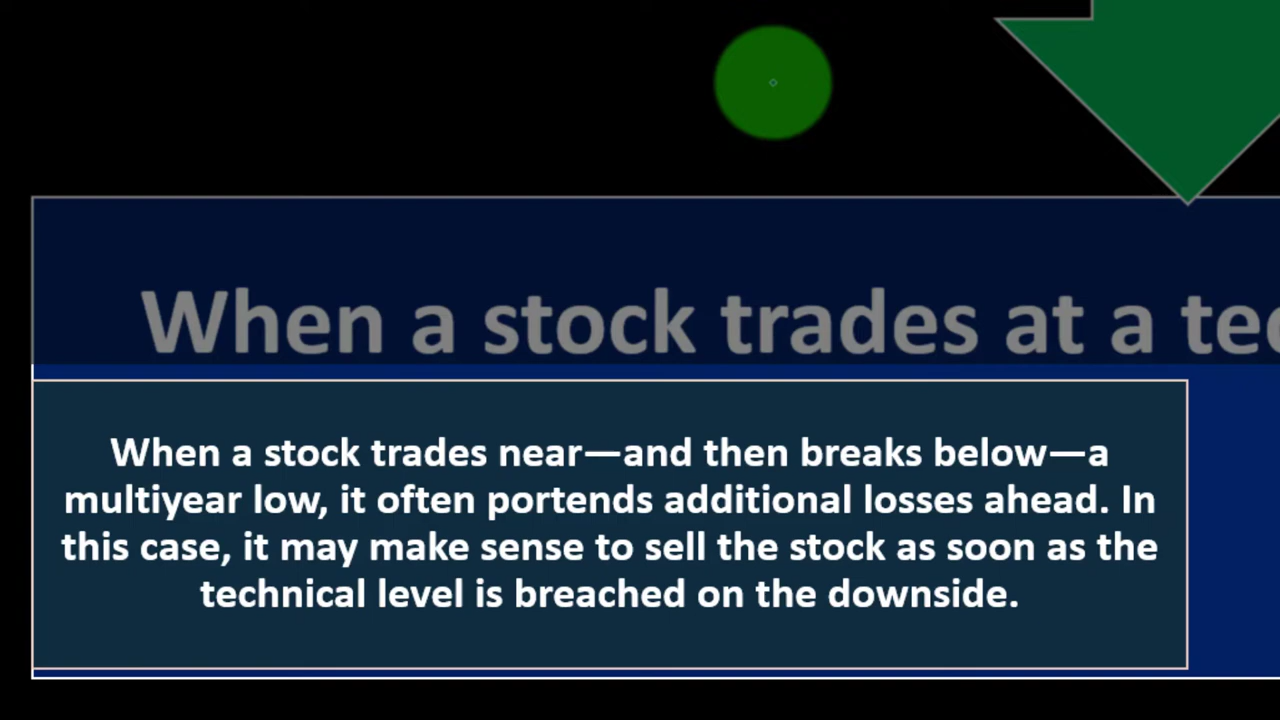 When a stock trades at a tec
When a stock trades near—and then breaks below—a
multiyear low, it often portends additional losses ahead. In
this case, it may make sense to sell the stock as soon as the
technical level is breached on the downside.